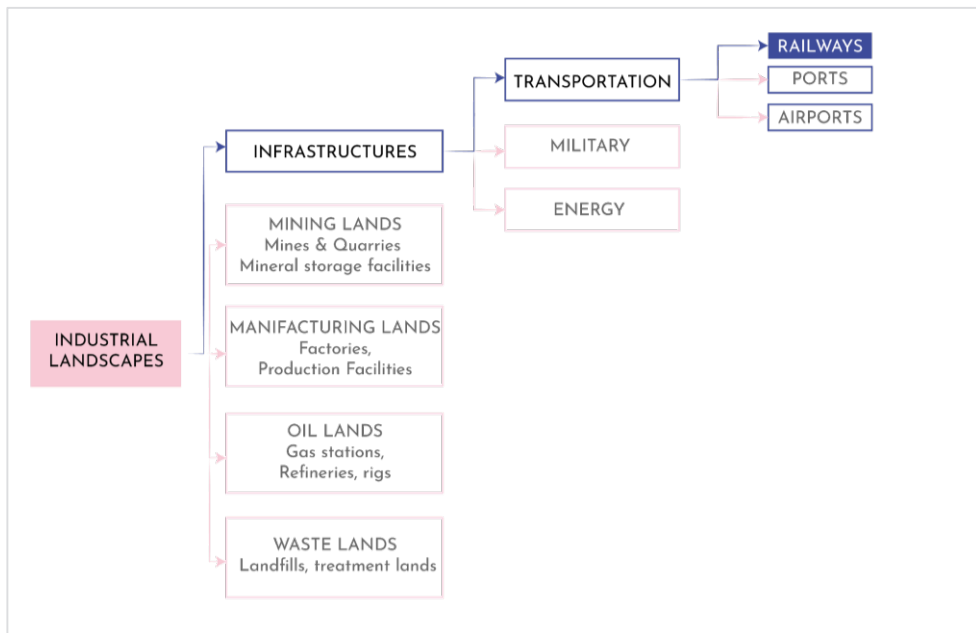 RAILWAYS
TRANSPORTATION
PORTS
AIRPORTS
INFRASTRUCTURES
MILITARY
ENERGY
MINING LANDS
Mines & Quarries
Mineral storage facilities
MANIFACTURING LANDS
Factories,
Production Facilities
INDUSTRIAL
LANDSCAPES
OIL LANDS
Gas stations,
Refineries, rigs
WASTE LANDS
Landfills, treatment lands